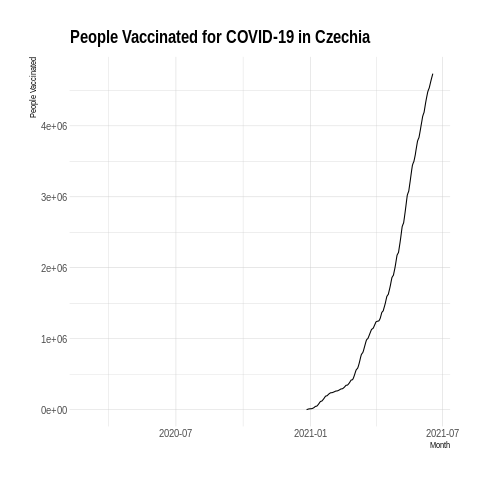 People Vaccinated for COVID-19 in Czechia
People Vaccinated
4e+06
3e+06
2e+06
1e+06
0e+00
2020-07
2021-01
2021-07
Month